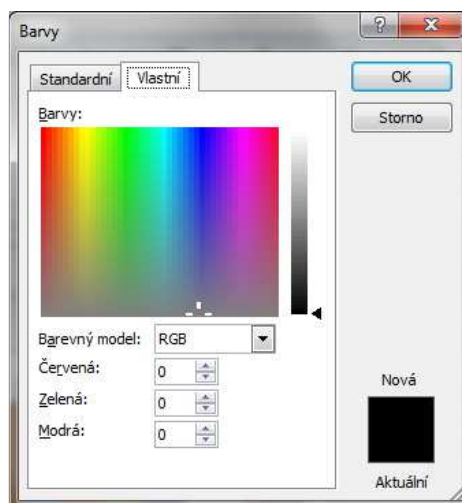 Barvy
Standardní Vlastní
OK
Storno
Barvy:
Barevný model: RGB
Červená: 0
Zelená: 0
Modrá: 0
Nová
Aktuální